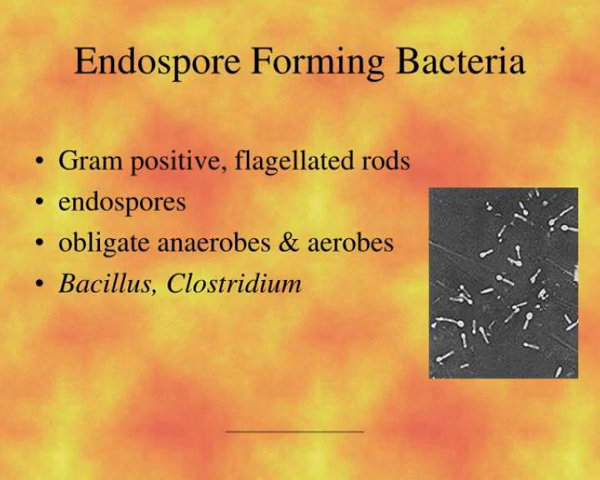 Endospore Forming Bacteria
• Gram positive, flagellated rods
• endospores
• obligate anaerobes & aerobes
• Bacillus, Clostridium